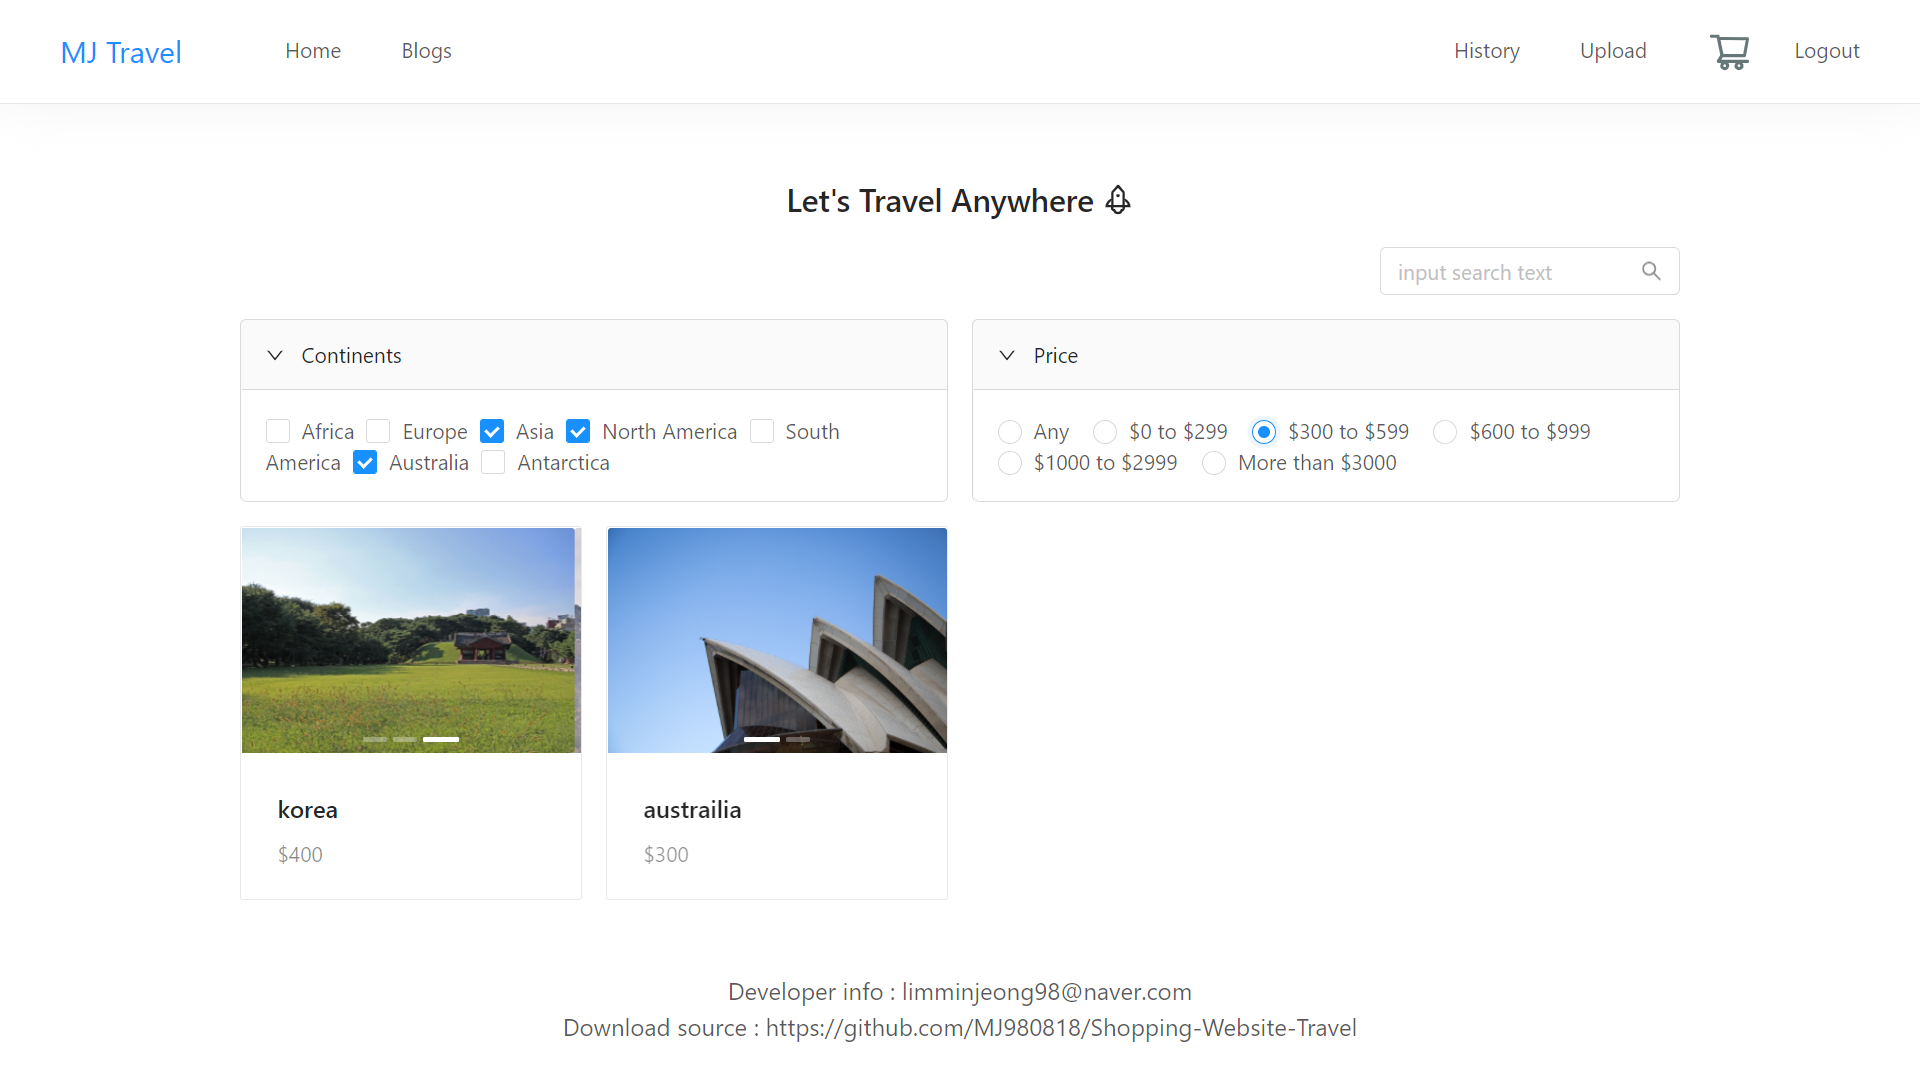 MJ Travel
Home
Blogs
History
Upload
Logout
Let's Travel Anywhere
input search text
Continents
Africa Europe Asia North America South
America Australia Antarctica
Price
Any $0 to $299 $300 to $599 $600 to $999
$1000 to $2999 More than $3000
korea
$400
austrailia
$300
Developer info : limminjeong98@naver.com
Download source : https://github.com/MJ980818/Shopping-Website-Travel